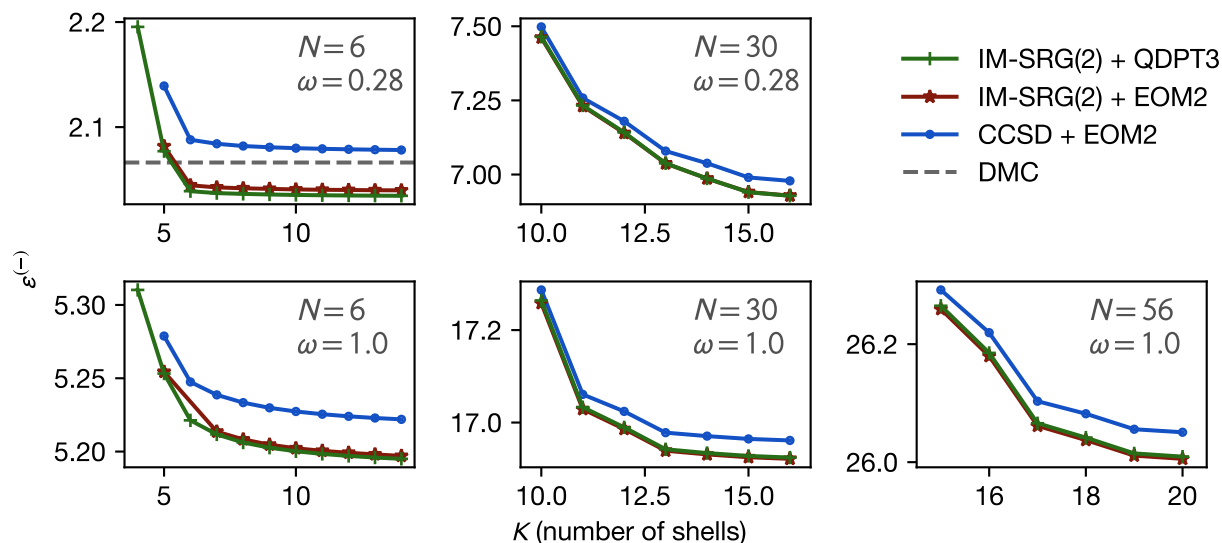 2.2
2.1
5
10
N = 6
ω = 0.28
7.50
7.25
7.00
10.0
12.5
15.0
N = 30
ω = 0.28
IM-SRG(2) + QDPT3
IM-SRG(2) + EOM2
CCSD + EOM2
DMC
ε(−)
5.30
5.25
5.20
5
10
N = 6
ω = 1.0
17.2
17.0
10.0
12.5
15.0
N = 30
ω = 1.0
26.2
26.0
16
18
20
N = 56
ω = 1.0
K (number of shells)